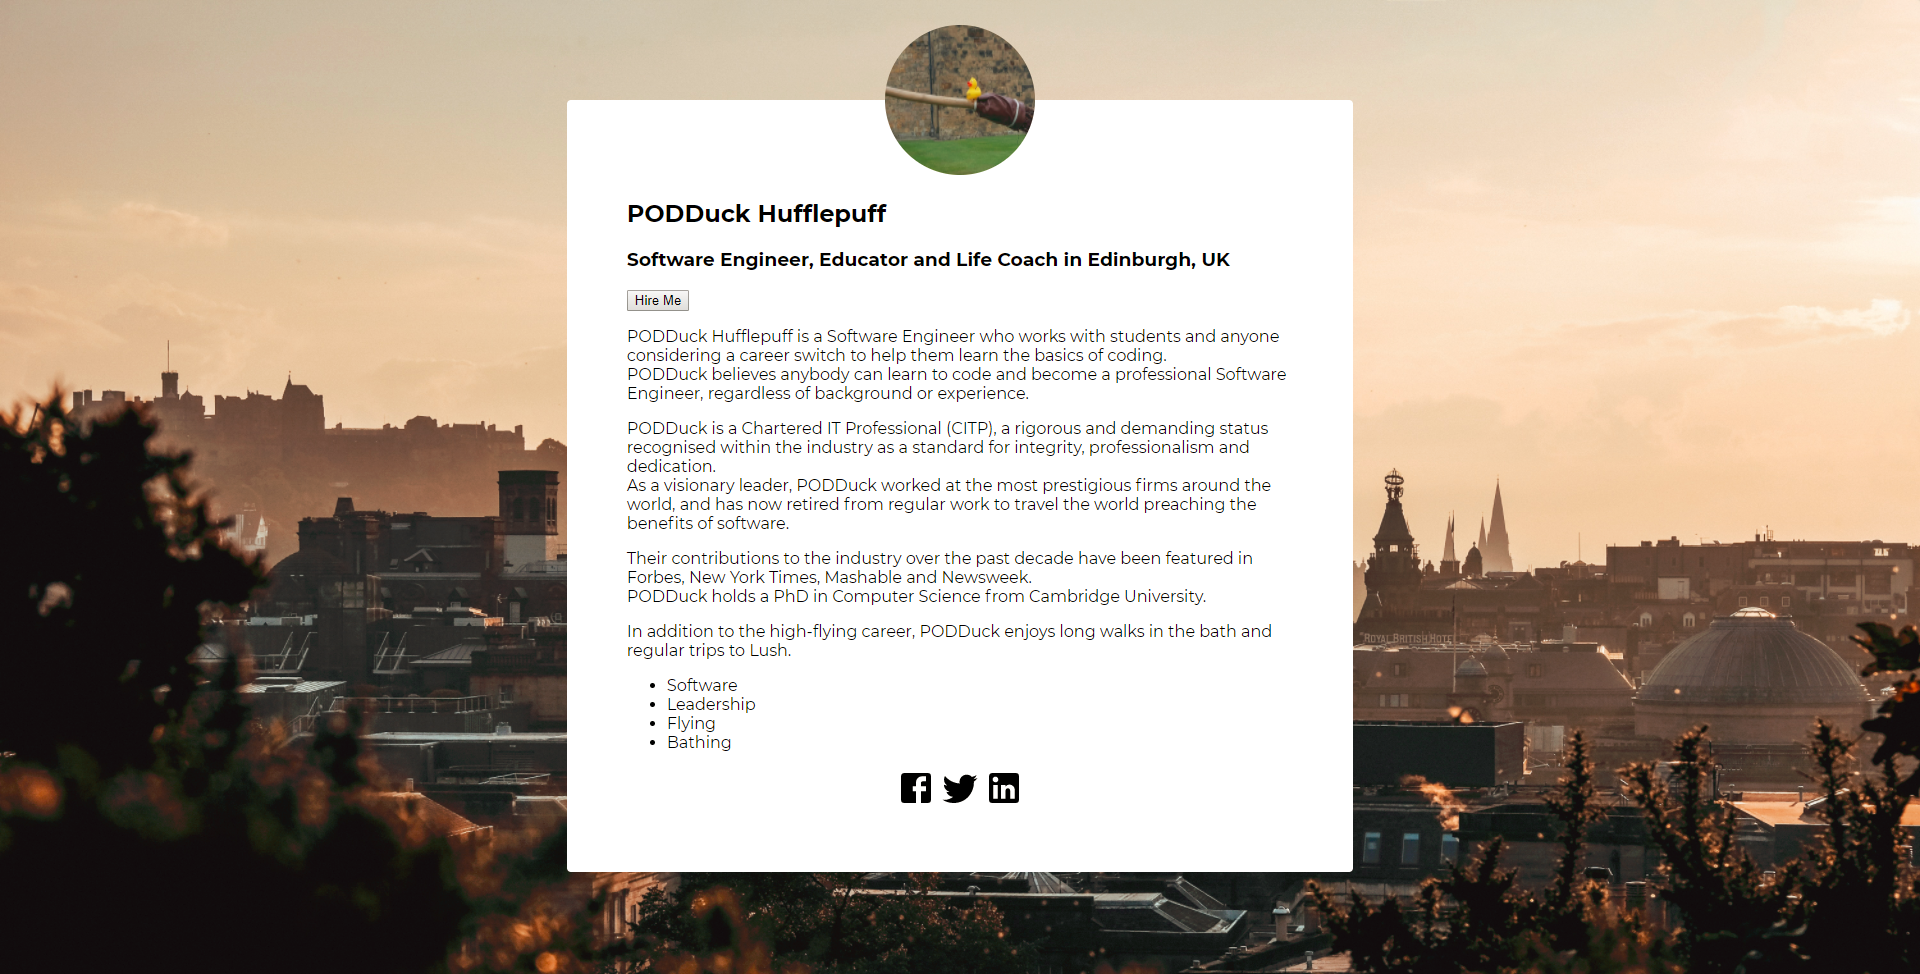 PODDuck Hufflepuff
Software Engineer, Educator and Life Coach in Edinburgh, UK
Hire Me
PODDuck Hufflepuff is a Software Engineer who works with students and anyone
considering a career switch to help them learn the basics of coding.
PODDuck believes anybody can learn to code and become a professional Software
Engineer, regardless of background or experience.
PODDuck is a Chartered IT Professional (CITP), a rigorous and demanding status
recognised within the industry as a standard for integrity, professionalism and
dedication.
As a visionary leader, PODDuck worked at the most prestigious firms around the
world, and has now retired from regular work to travel the world preaching the
benefits of software.
Their contributions to the industry over the past decade have been featured in
Forbes, New York Times, Mashable and Newsweek.
PODDuck holds a PhD in Computer Science from Cambridge University.
In addition to the high-flying career, PODDuck enjoys long walks in the bath and
regular trips to Lush.
Software
Leadership
Flying
Bathing
ROYAL BRITISH HOTEL